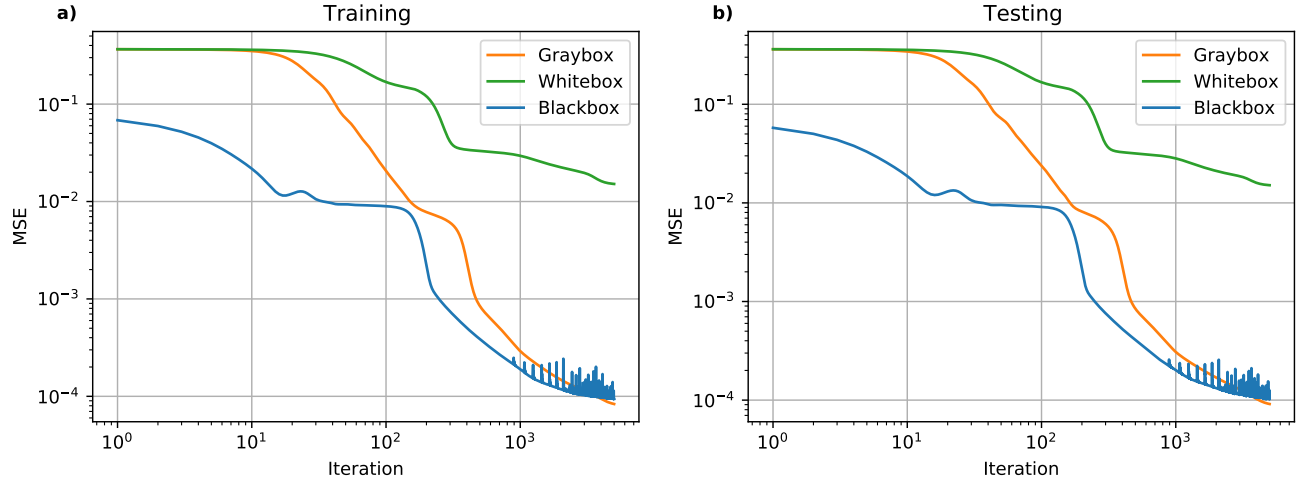 a)
Training
MSE
10⁻¹
10⁻²
10⁻³
10⁻⁴
10⁰
10¹
10²
10³
Iteration
Graybox
Whitebox
Blackbox
b)
Testing
MSE
10⁻¹
10⁻²
10⁻³
10⁻⁴
10⁰
10¹
10²
10³
Iteration
Graybox
Whitebox
Blackbox